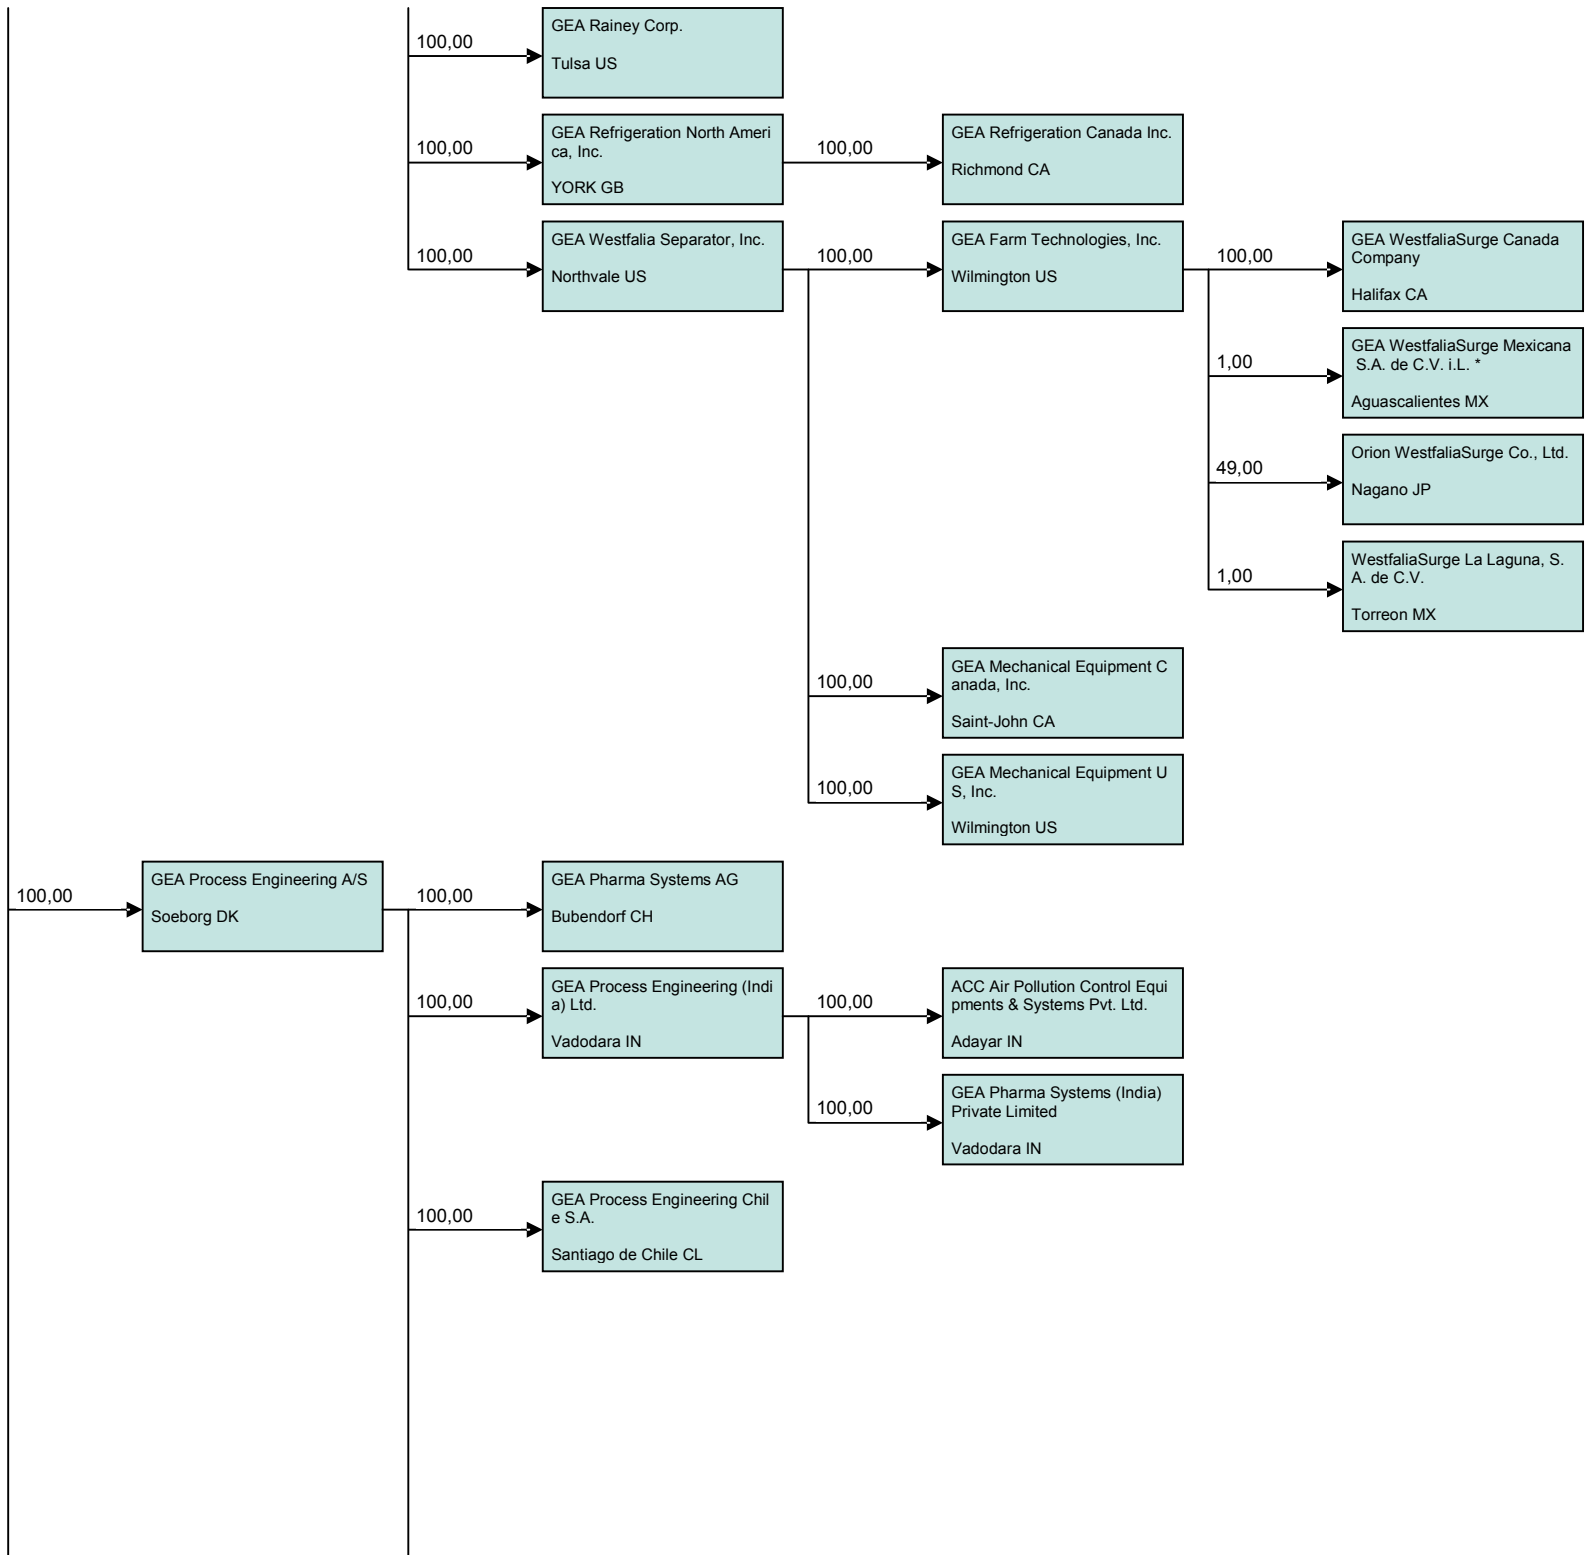 GEA Rainey Corp.
100,00
Tulsa US
GEA Refrigeration North Ameri
ca, Inc.
100,00
YORK GB
GEA Refrigeration Canada Inc.
100,00
Richmond CA
GEA Westfalia Separator, Inc.
100,00
Northvale US
GEA Farm Technologies, Inc.
100,00
Wilmington US
GEA WestfaliaSurge Canada
Company
100,00
Halifax CA
GEA WestfaliaSurge Mexicana
S.A. de C.V. i.L. *
1,00
Aguascalientes MX
Orion WestfaliaSurge Co., Ltd.
49,00
Nagano JP
WestfaliaSurge La Laguna, S.
A. de C.V.
1,00
Torreon MX
GEA Mechanical Equipment C
anada, Inc.
100,00
Saint-John CA
GEA Mechanical Equipment U
S, Inc.
100,00
Wilmington US
GEA Process Engineering A/S
100,00
Soeborg DK
GEA Pharma Systems AG
100,00
Bubendorf CH
GEA Process Engineering (Indi
a) Ltd.
100,00
Vadodara IN
ACC Air Pollution Control Equi
pments & Systems Pvt. Ltd.
100,00
Adayar IN
GEA Pharma Systems (India)
Private Limited
100,00
Vadodara IN
GEA Process Engineering Chil
e S.A.
100,00
Santiago de Chile CL